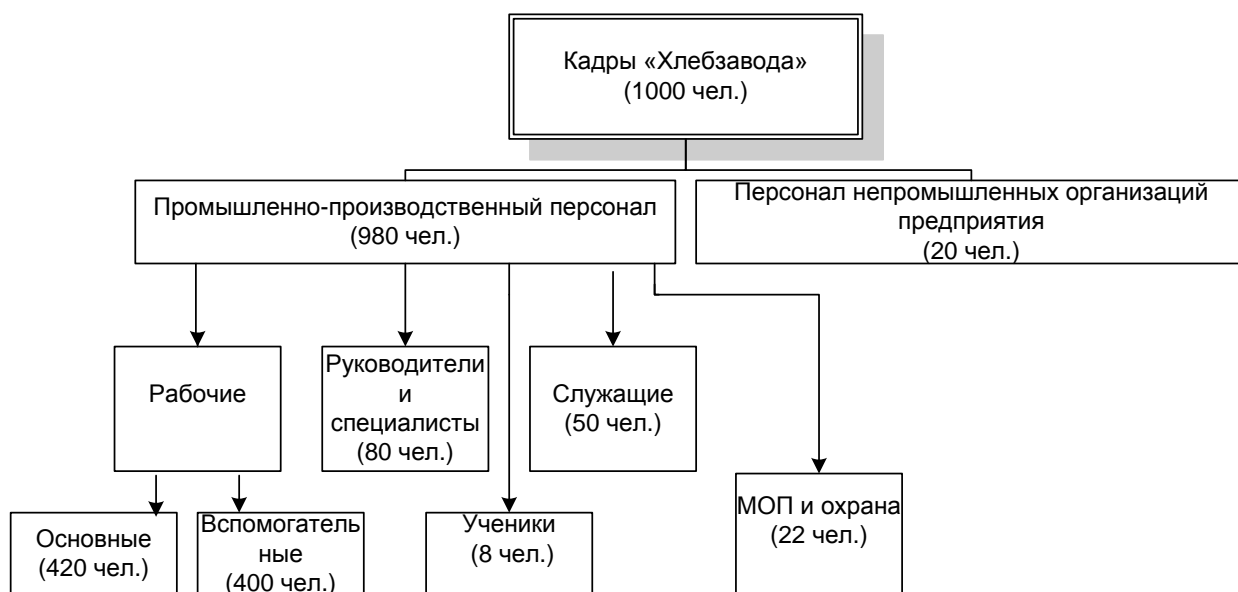 Кадры «Хлебзавода»
(1000 чел.)
Промышленно-производственный персонал
(980 чел.)
Персонал непромышленных организаций
предприятия
(20 чел.)
Рабочие
Руководители
и
специалисты
(80 чел.)
Служащие
(50 чел.)
Основные
(420 чел.)
Вспомогатель
ные
(400 чел.)
Ученики
(8 чел.)
МОП и охрана
(22 чел.)